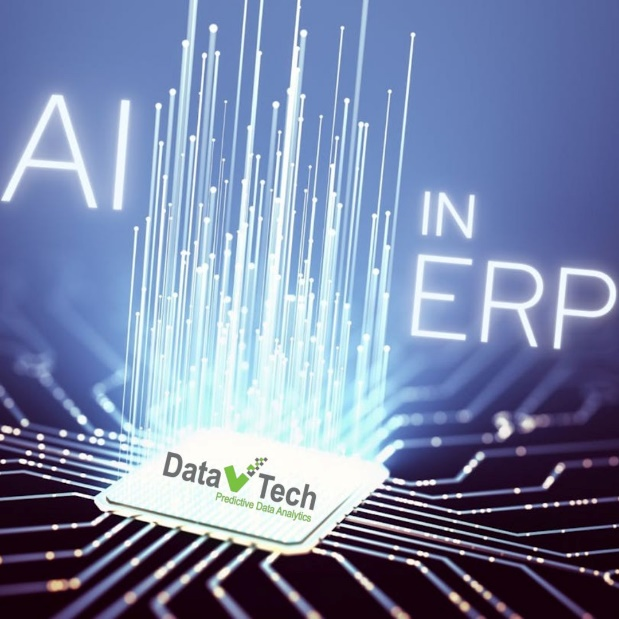 AI
IN
ERP
Data V Tech
Predictive Data Analytics